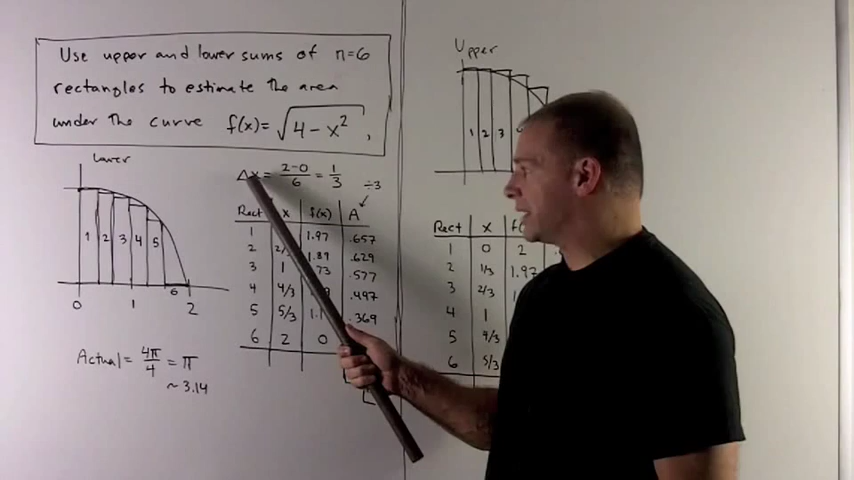 Use upper and lower sums of n=6
rectangles to estimate the area
under the curve f(x)= √(4-x²),
Lower
1 2 3 4 5 6
0 1 2
Actual = 4π/4 = π
~ 3.14
Δx = (2-0)/6 = 1/3
÷3
Rect x f(x) A
1 1.97 .657
2 2/ 1.89 .629
3 1 73 .577
4 4/3 .497
5 5/3 1.1 .369
6 2 0
Upper
1 2 3
Rect x f(
1 0 2
2 1/3 1.97
3 2/3
4 1
5 4/3
6 5/3